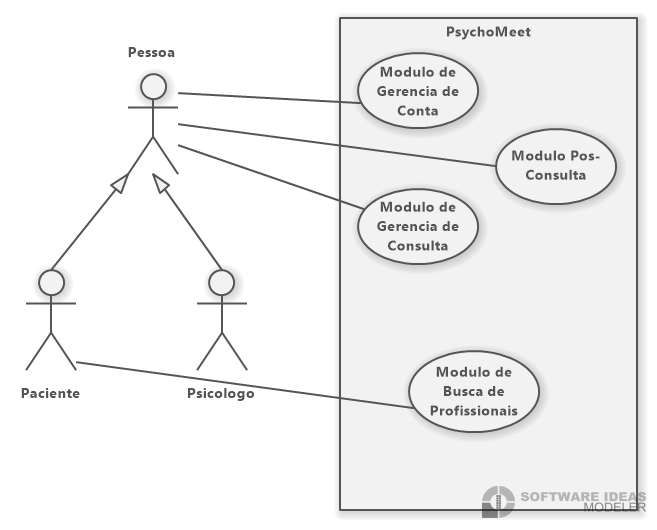 PsychoMeet
Pessoa
Modulo de
Gerencia de
Conta
Modulo Pos-
Consulta
Modulo de
Gerencia de
Consulta
Paciente
Psicologo
Modulo de
Busca de
Profissionais
SOFTWARE IDEAS
MODELER